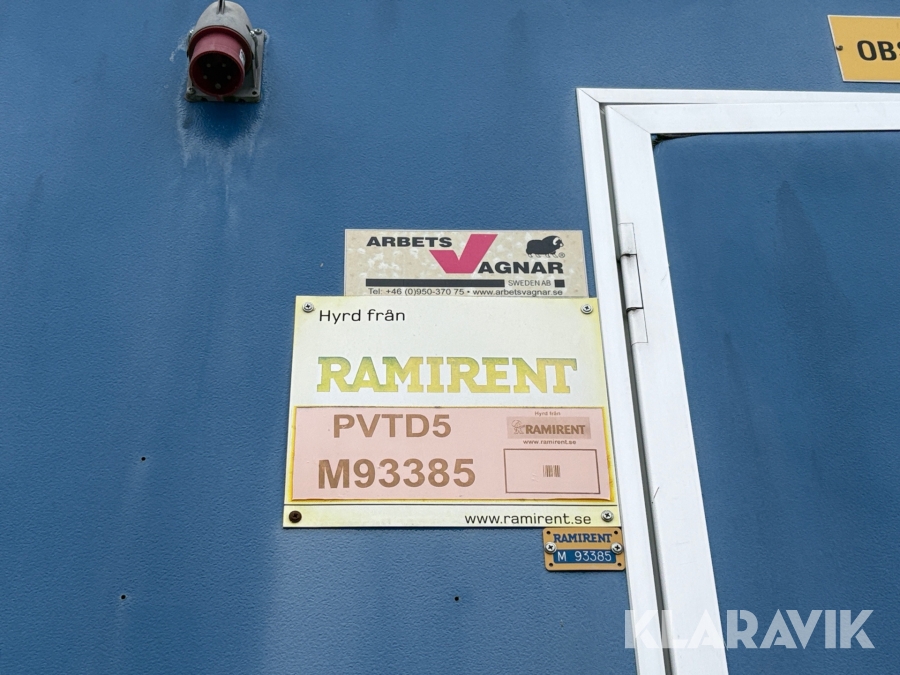 OBS
ARBETS
VAGNAR
SWEDEN AB
Tel: +46 (0)950-370 75 • www.arbetsvagnar.se
Hyrd från
RAMIRENT
PVTD5
M93385
Hyrd från
RAMIRENT
www.ramirent.se
www.ramirent.se
RAMIRENT
M 93385
KLARAVIK